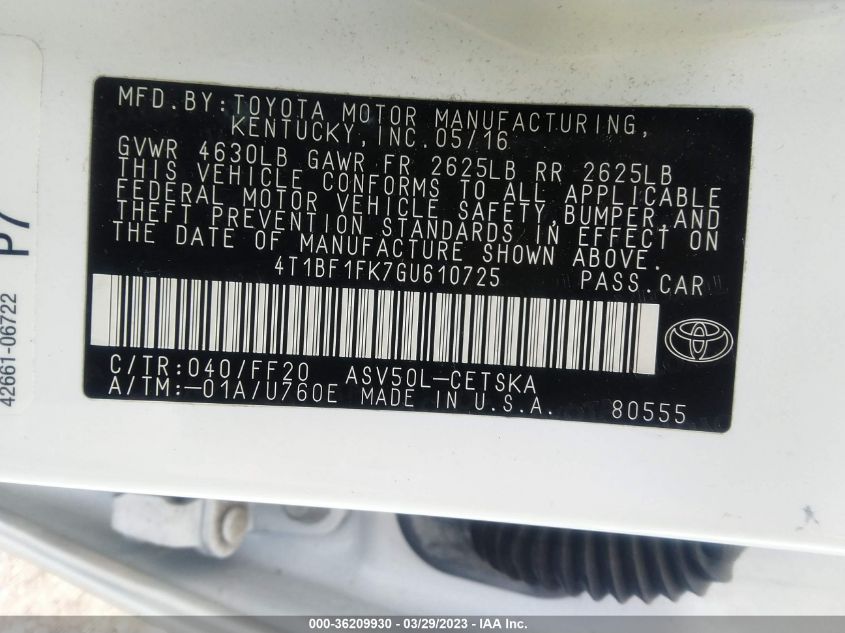 MFD.BY:TOYOTA MOTOR MANUFACTURING,
KENTUCKY, INC.05/16
GVWR 4630LB GAWR FR 2625LB RR 2625LB
THIS VEHICLE CONFORMS TO ALL APPLICABLE
FEDERAL MOTOR VEHICLE SAFETY,BUMPER,AND
THEFT PREVENTION STANDARDS IN EFFECT ON
THE DATE OF MANUFACTURE SHOWN ABOVE.
4T1BF1FK7GU610725 PASS.CAR
C/TR:040/FF20 ASV50L-CETSKA
A/TM:-01A/U760E MADE IN U.S.A. 80555
P7
42661-06722
000-36209930 - 03/29/2023 - IAA Inc.